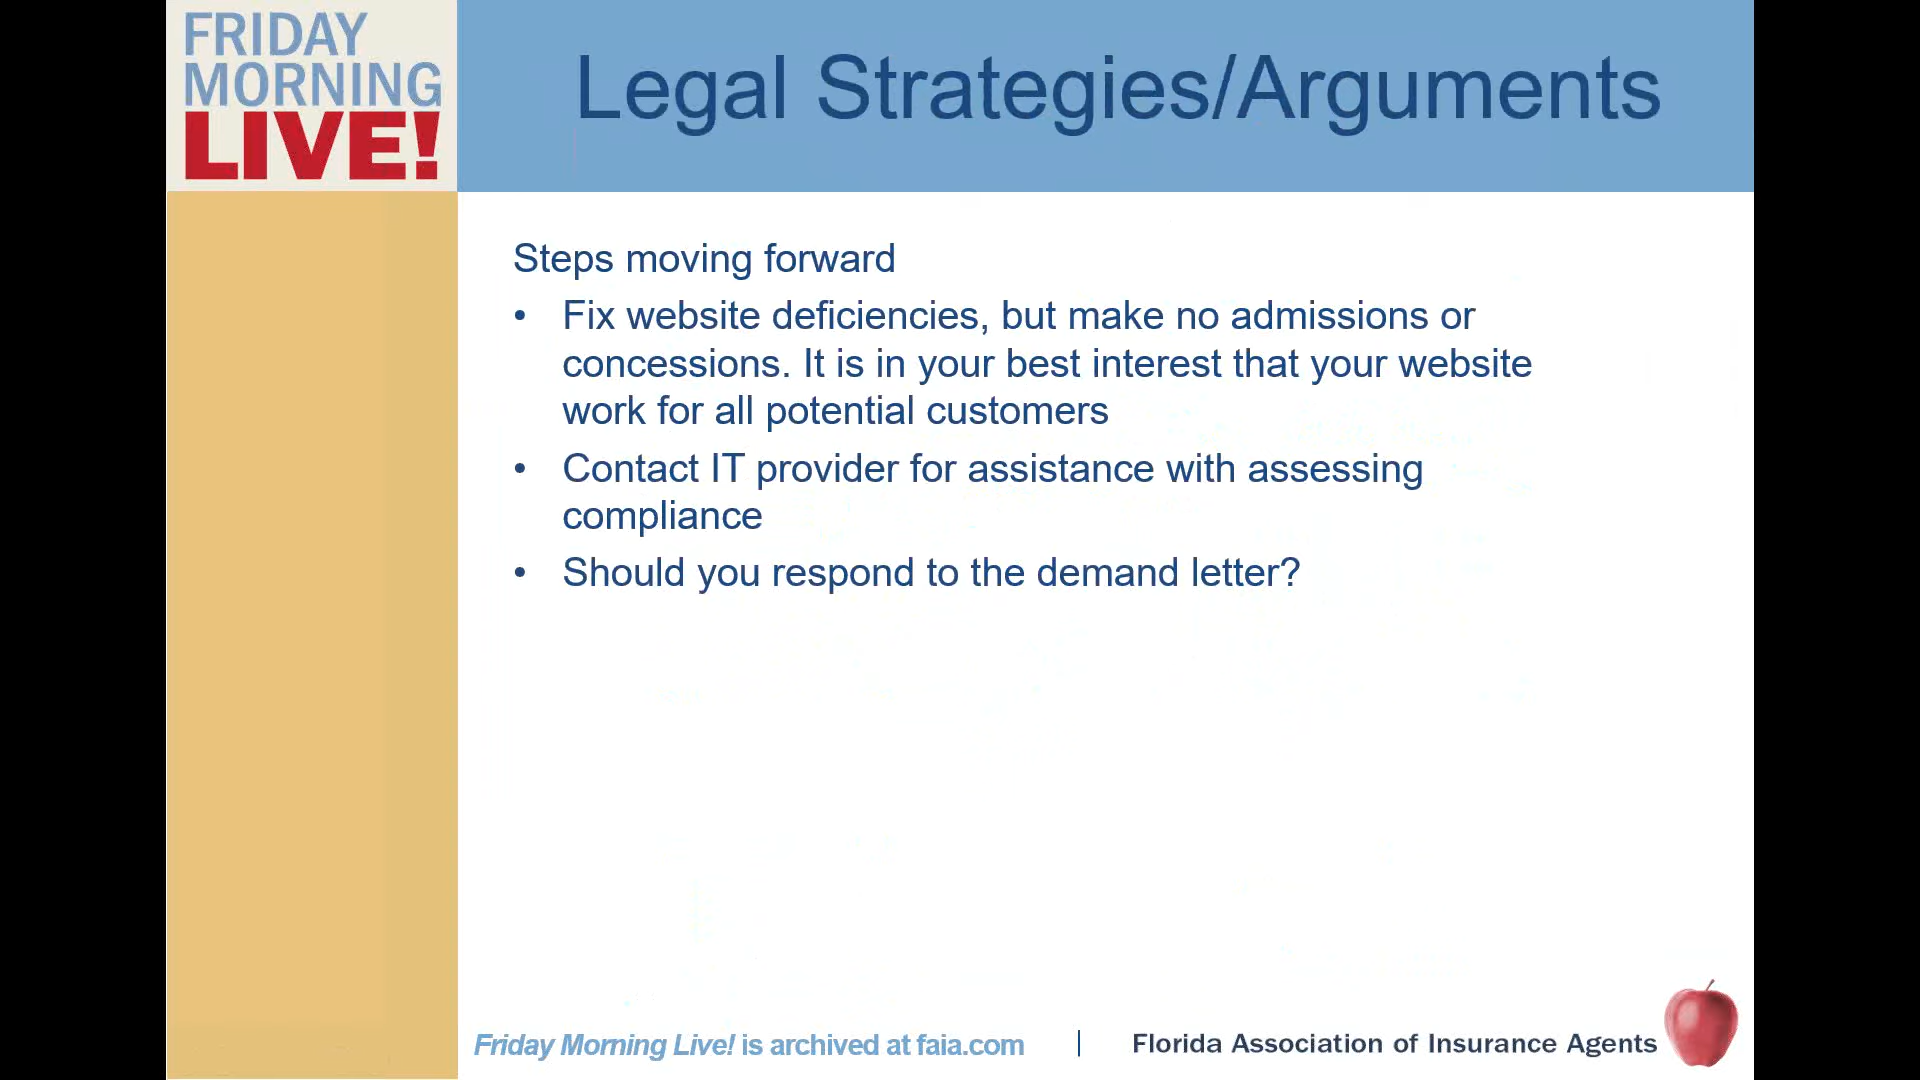 FRIDAY
MORNING
LIVE!
Legal Strategies/Arguments
Steps moving forward
• Fix website deficiencies, but make no admissions or
concessions. It is in your best interest that your website
work for all potential customers
• Contact IT provider for assistance with assessing
compliance
• Should you respond to the demand letter?
Friday Morning Live! is archived at faia.com | Florida Association of Insurance Agents